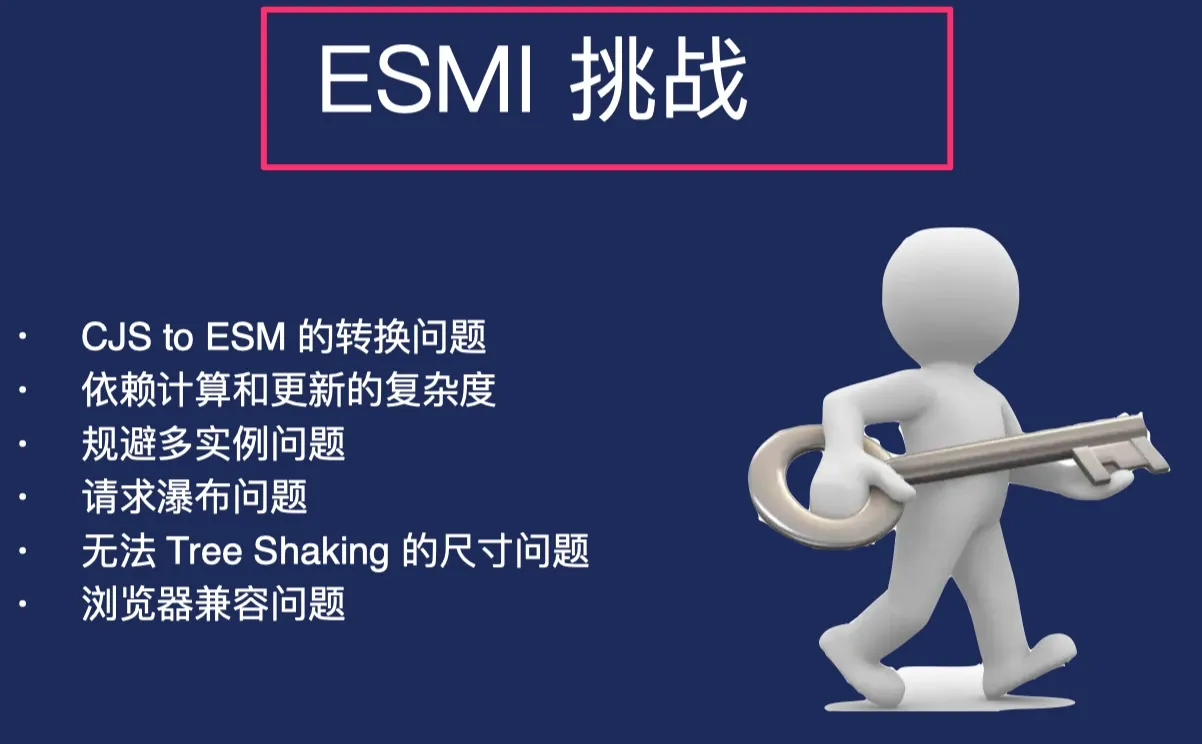 ESMI 挑战
· CJS to ESM 的转换问题
· 依赖计算和更新的复杂度
· 规避多实例问题
· 请求瀑布问题
· 无法 Tree Shaking 的尺寸问题
· 浏览器兼容问题